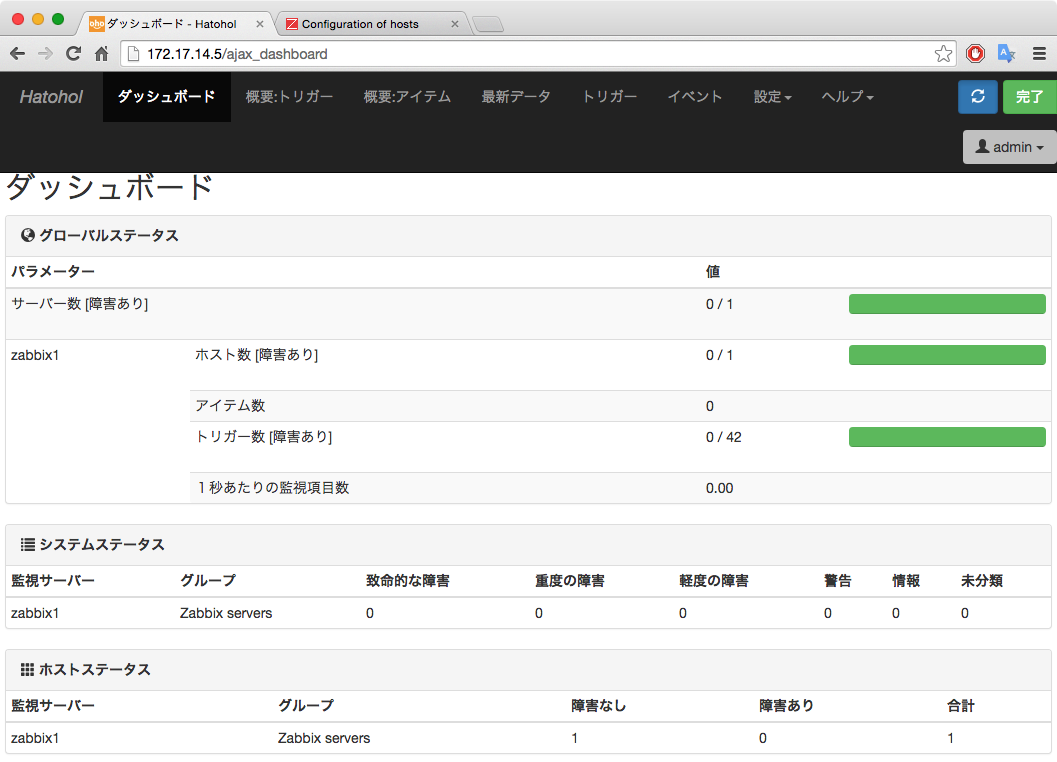 ダッシュボード - Hatohol
Configuration of hosts
172.17.14.5/ajax_dashboard
Hatohol ダッシュボード 概要:トリガー 概要:アイテム 最新データ トリガー イベント 設定 ヘルプ 完了
admin
ダッシュボード
グローバルステータス
パラメーター 値
サーバー数 [障害あり] 0 / 1
zabbix1 ホスト数 [障害あり] 0 / 1
アイテム数 0
トリガー数 [障害あり] 0 / 42
１秒あたりの監視項目数 0.00
システムステータス
監視サーバー グループ 致命的な障害 重度の障害 軽度の障害 警告 情報 未分類
zabbix1 Zabbix servers 0 0 0 0 0 0
ホストステータス
監視サーバー グループ 障害なし 障害あり 合計
zabbix1 Zabbix servers 1 0 1